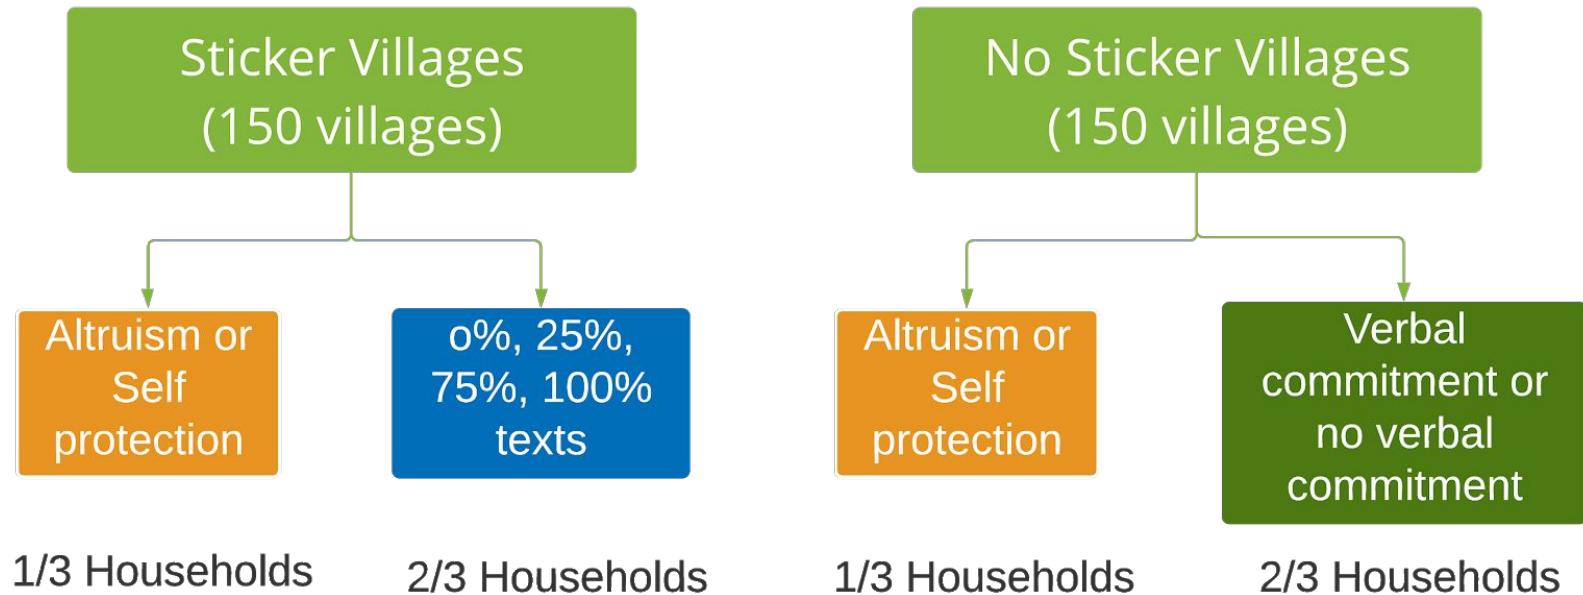 Sticker Villages
(150 villages)
No Sticker Villages
(150 villages)
Altruism or
Self
protection
o%, 25%,
75%, 100%
texts
Altruism or
Self
protection
Verbal
commitment or
no verbal
commitment
1/3 Households
2/3 Households
1/3 Households
2/3 Households